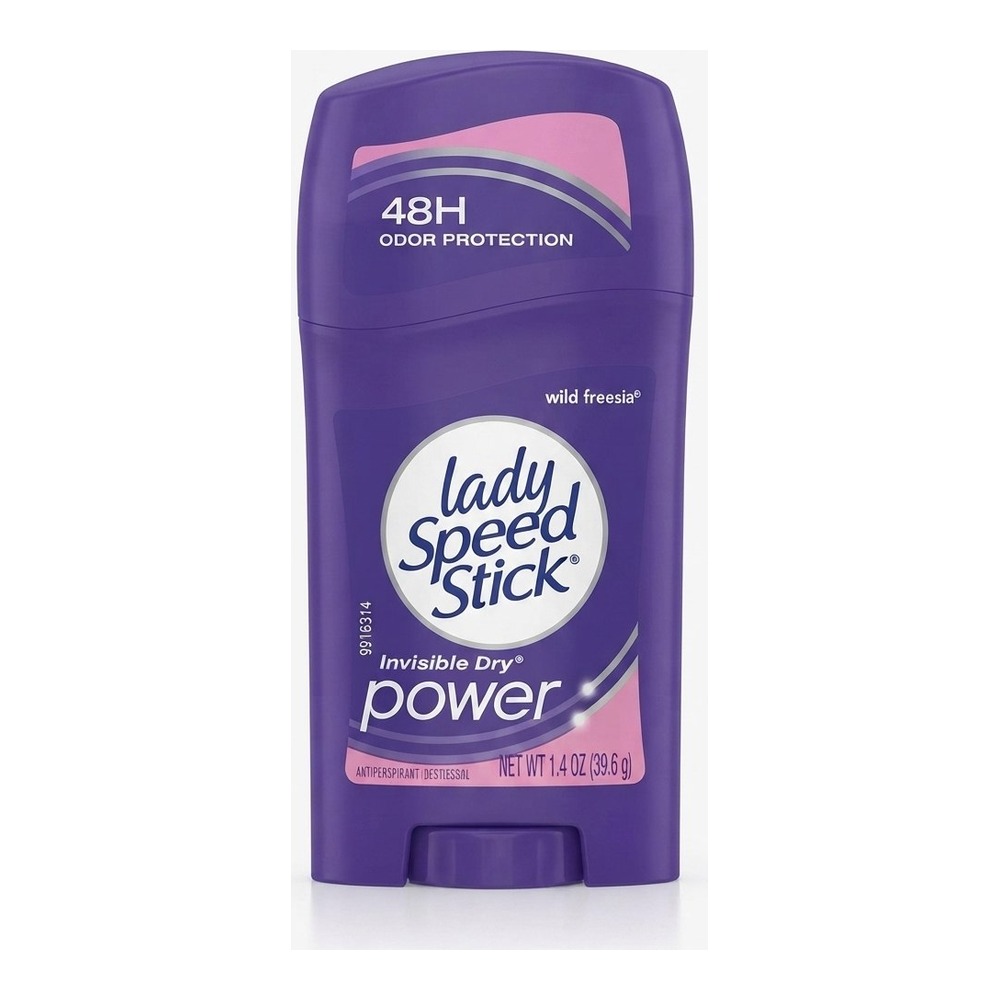 48H
ODOR PROTECTION
wild freesia®
lady
Speed
Stick®
9916314
Invisible Dry®
power
ANTIPERSPIRANT | DESTIESSAL
NET WT 1.4 OZ (39.6 g)